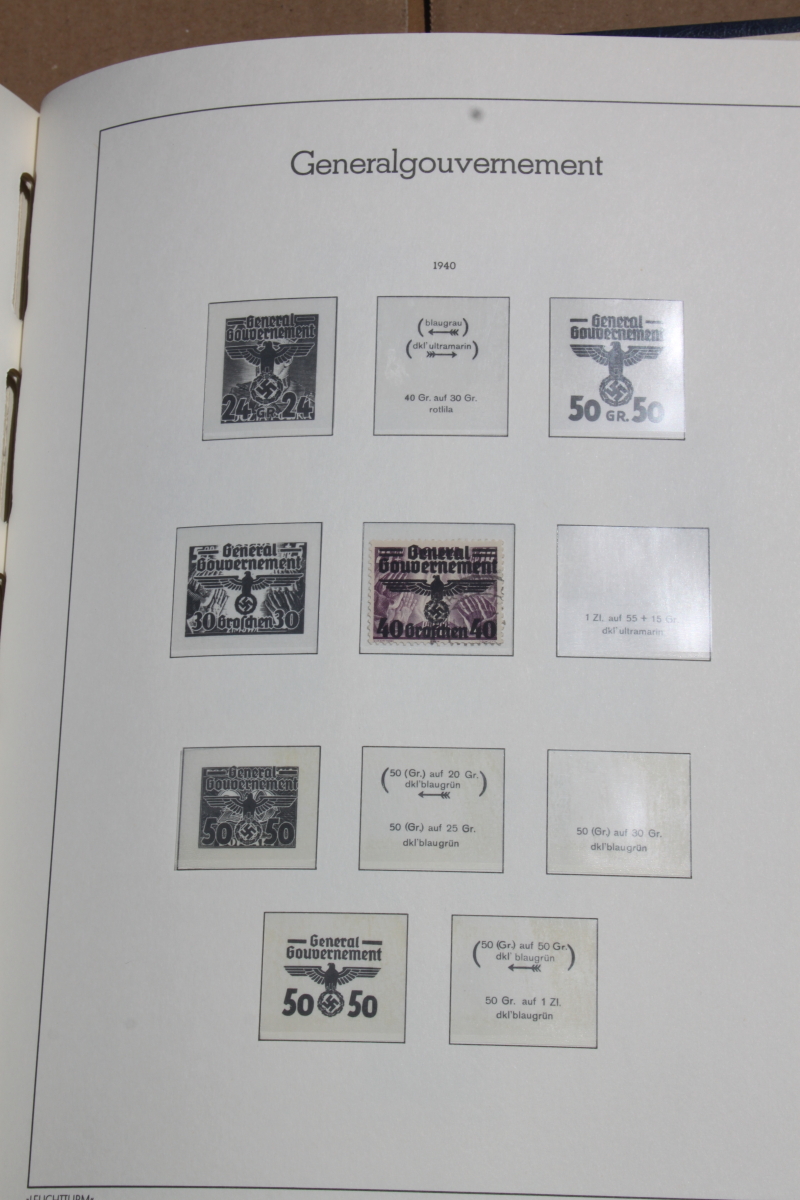 Generalgouvernement
1940
General
Gouvernement
24 GR. 24
(blaugrau)
(dkl'ultramarin)
40 Gr. auf 30 Gr.
rotlila
General
Gouvernement
50 GR. 50
General
Gouvernement
30 Groschen 30
General
Gouvernement
40 Groschen 40
1 Zl. auf 55 + 15 Gr.
dkl'ultramarin
General
Gouvernement
50 50
(50 (Gr.) auf 20 Gr.
dkl'blaugrün)
50 (Gr.) auf 25 Gr.
dkl'blaugrün
50 (Gr.) auf 30 Gr.
dkl'blaugrün
General
Gouvernement
50 50
(50 (Gr.) auf 50 Gr.
dkl' blaugrün)
50 Gr. auf 1 Zl.
dkl'blaugrün
LEUCHTTURM